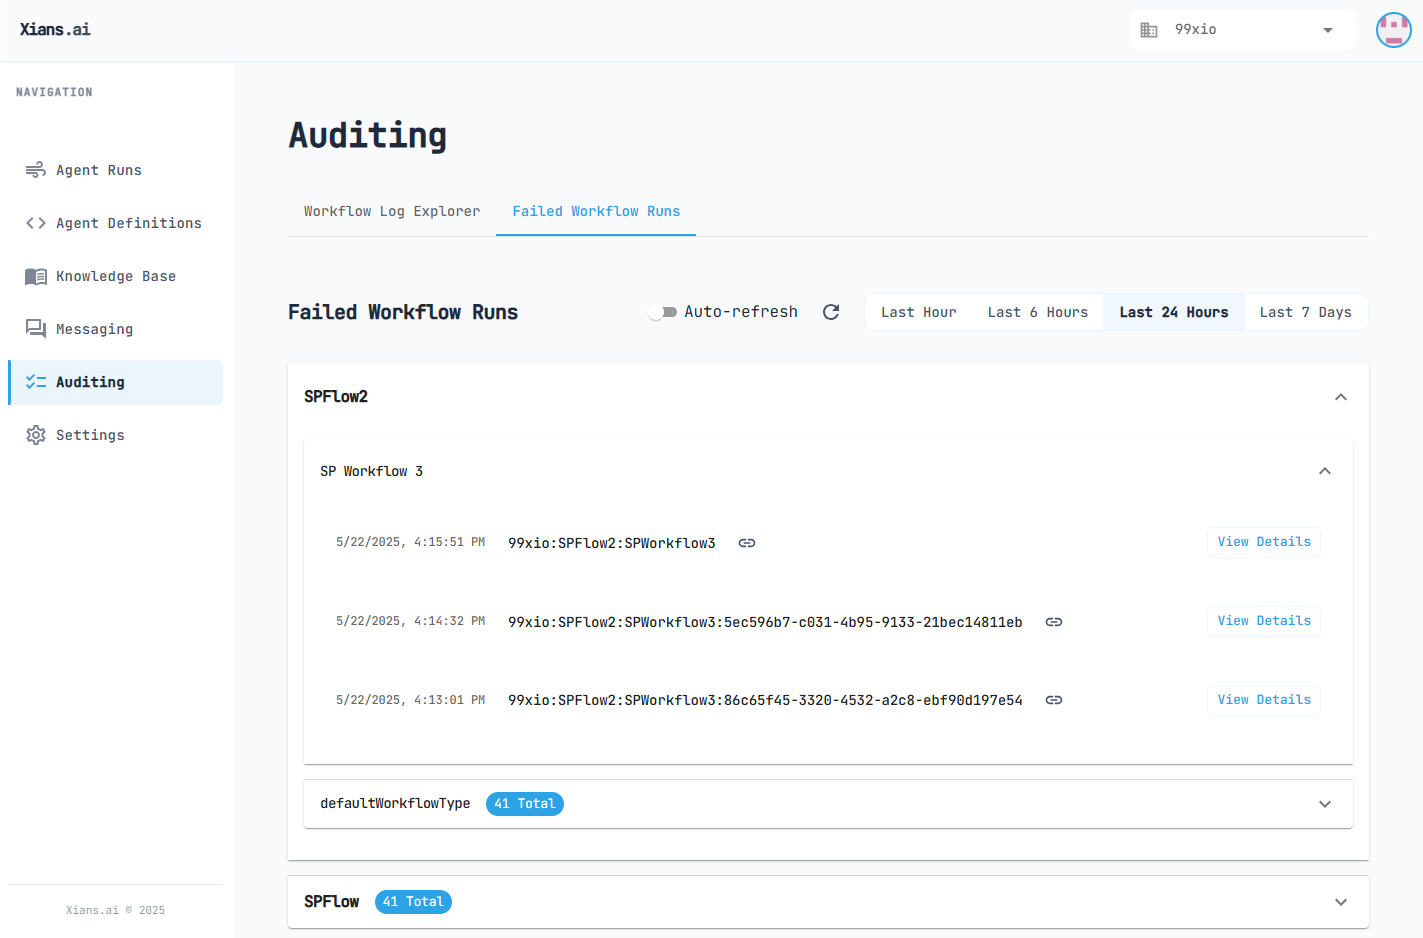 Xians.ai
99xio
NAVIGATION
Agent Runs
Agent Definitions
Knowledge Base
Messaging
Auditing
Settings
Xians.ai © 2025
Auditing
Workflow Log Explorer
Failed Workflow Runs
Failed Workflow Runs
Auto-refresh
Last Hour
Last 6 Hours
Last 24 Hours
Last 7 Days
SPFlow2
SP Workflow 3
5/22/2025, 4:15:51 PM 99xio:SPFlow2:SPWorkflow3 View Details
5/22/2025, 4:14:32 PM 99xio:SPFlow2:SPWorkflow3:5ec596b7-c031-4b95-9133-21bec14811eb View Details
5/22/2025, 4:13:01 PM 99xio:SPFlow2:SPWorkflow3:86c65f45-3320-4532-a2c8-ebf90d197e54 View Details
defaultWorkflowType 41 Total
SPFlow 41 Total